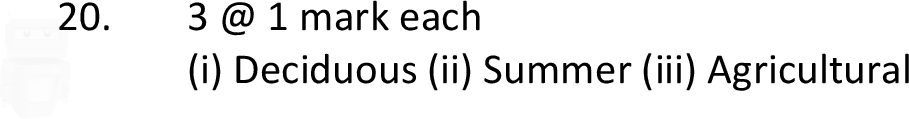 20. 3 @ 1 mark each
(i) Deciduous (ii) Summer (iii) Agricultural